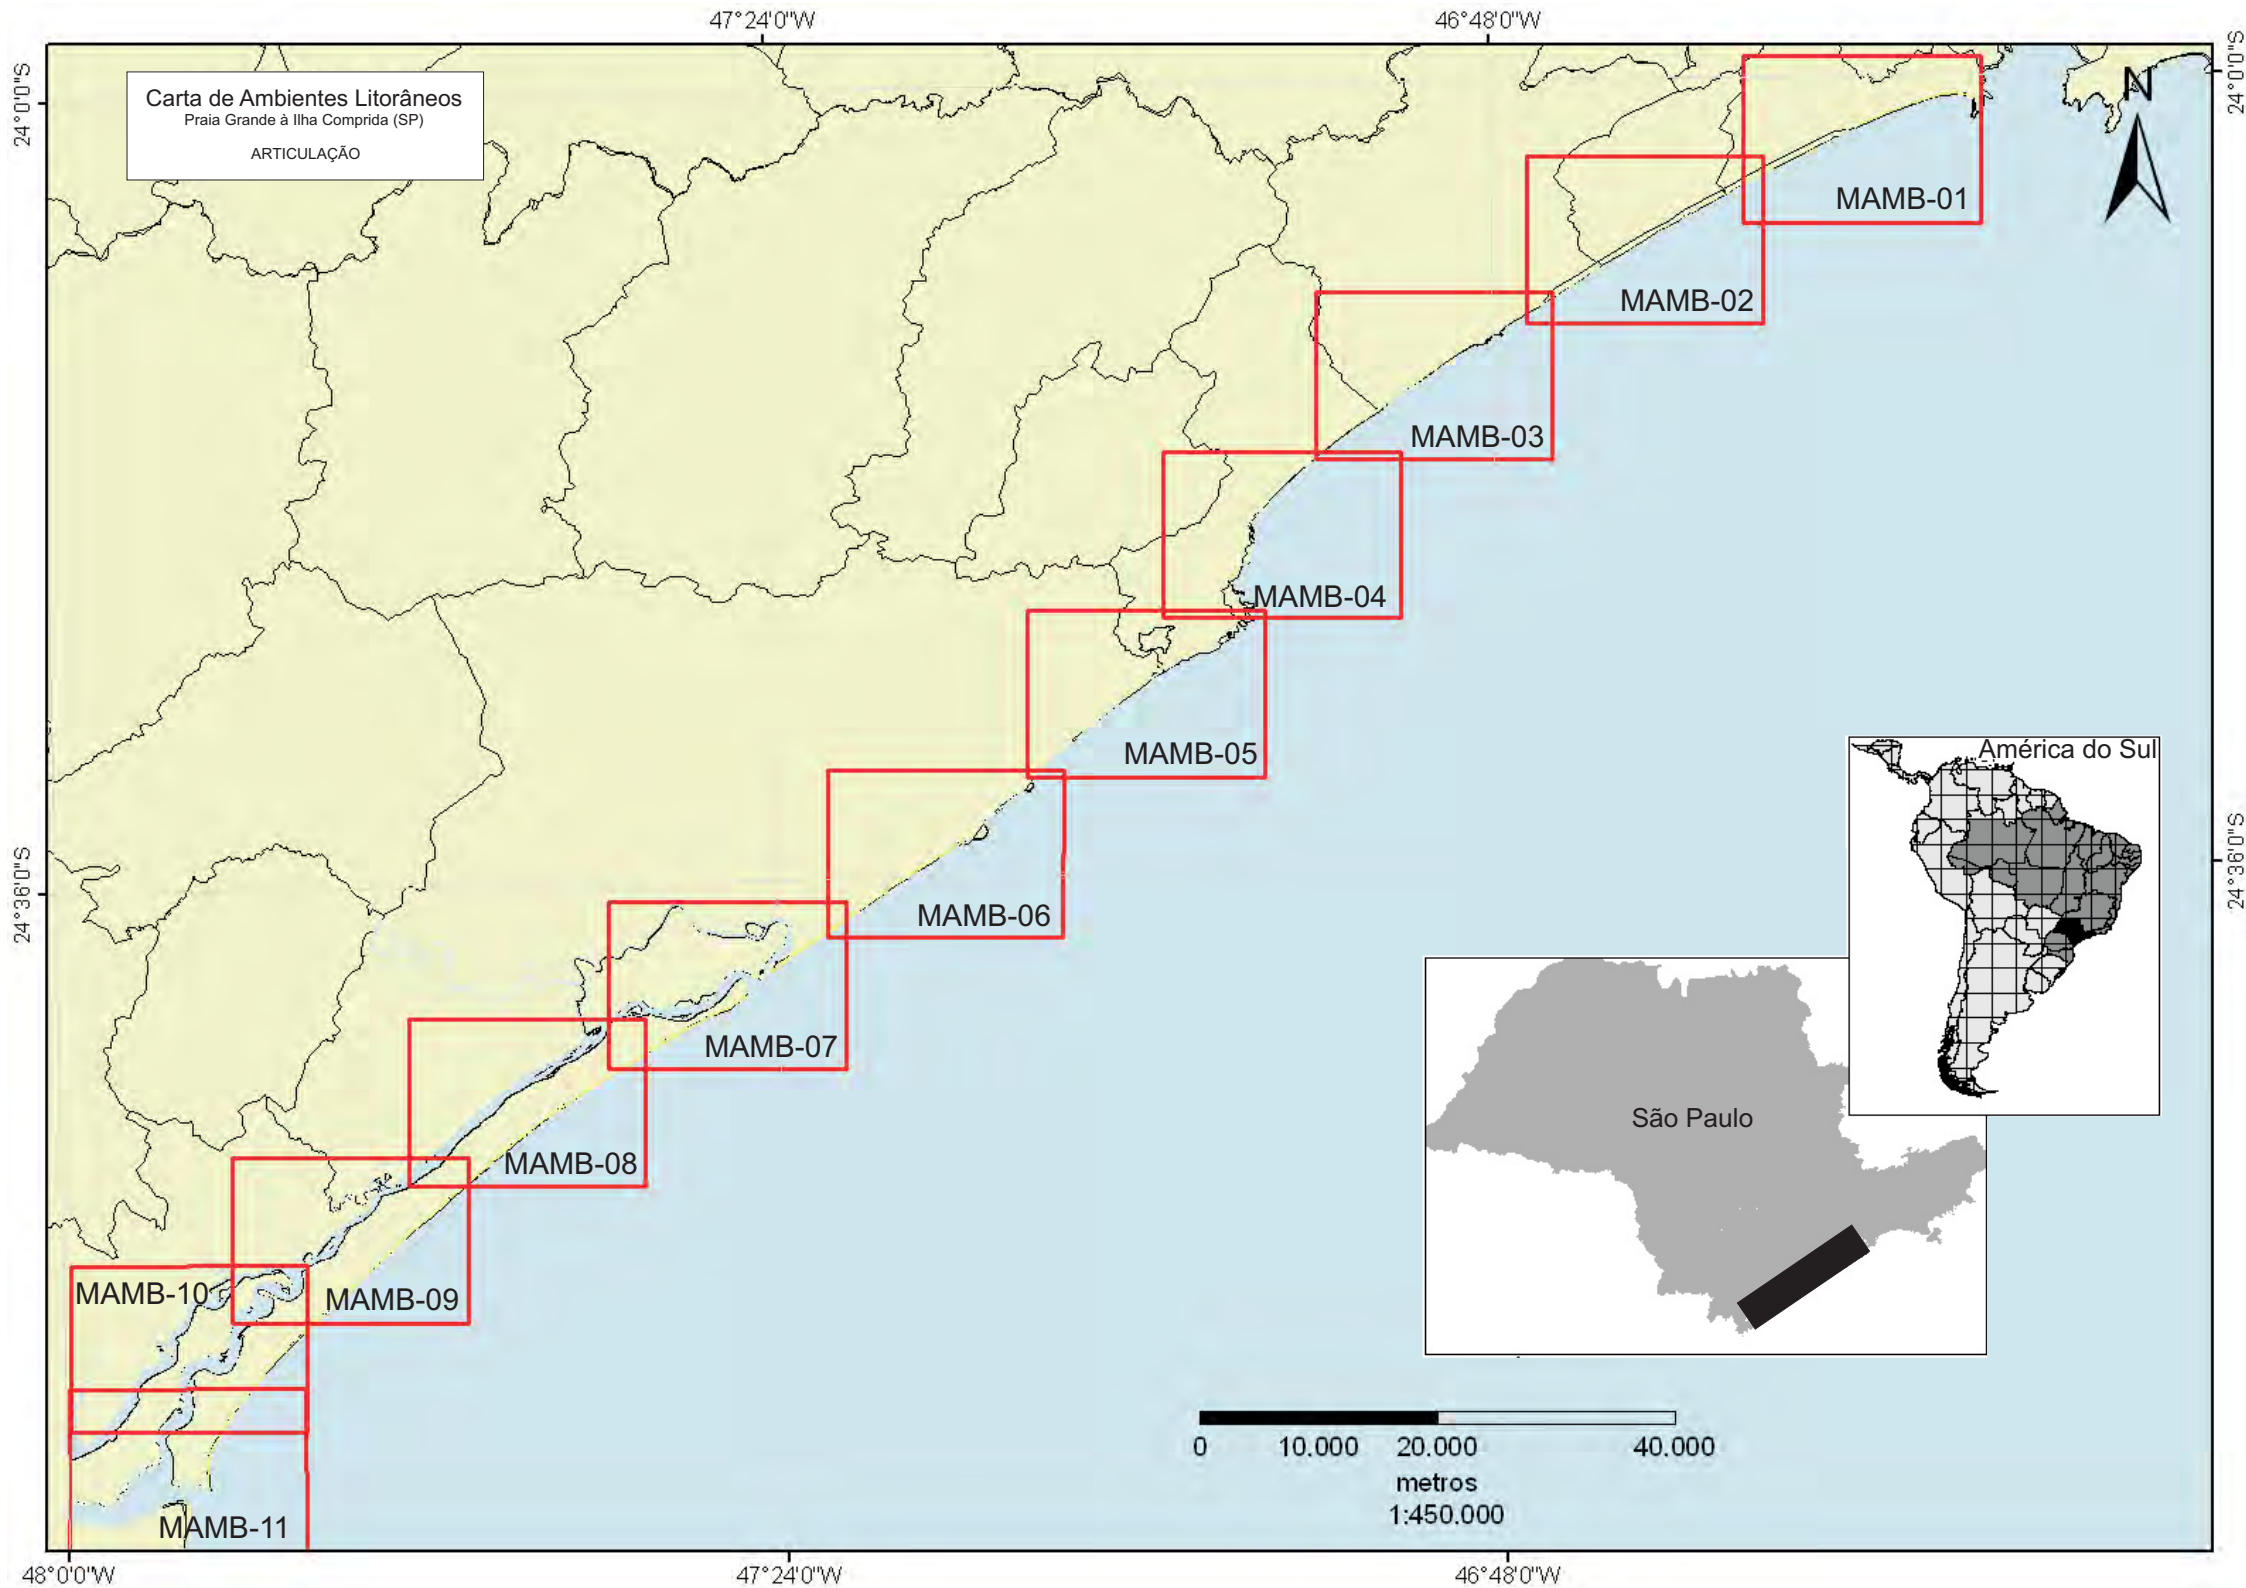 47°24'0"W
46°48'0"W
24°0'0"S
24°0'0"S
Carta de Ambientes Litorâneos
Praia Grande à Ilha Comprida (SP)
ARTICULAÇÃO
N
MAMB-01
MAMB-02
MAMB-03
MAMB-04
MAMB-05
América do Sul
24°36'0"S
24°36'0"S
MAMB-06
MAMB-07
São Paulo
MAMB-08
MAMB-10
MAMB-09
0 10.000 20.000 40.000
metros
1:450.000
MAMB-11
48°0'0"W
47°24'0"W
46°48'0"W